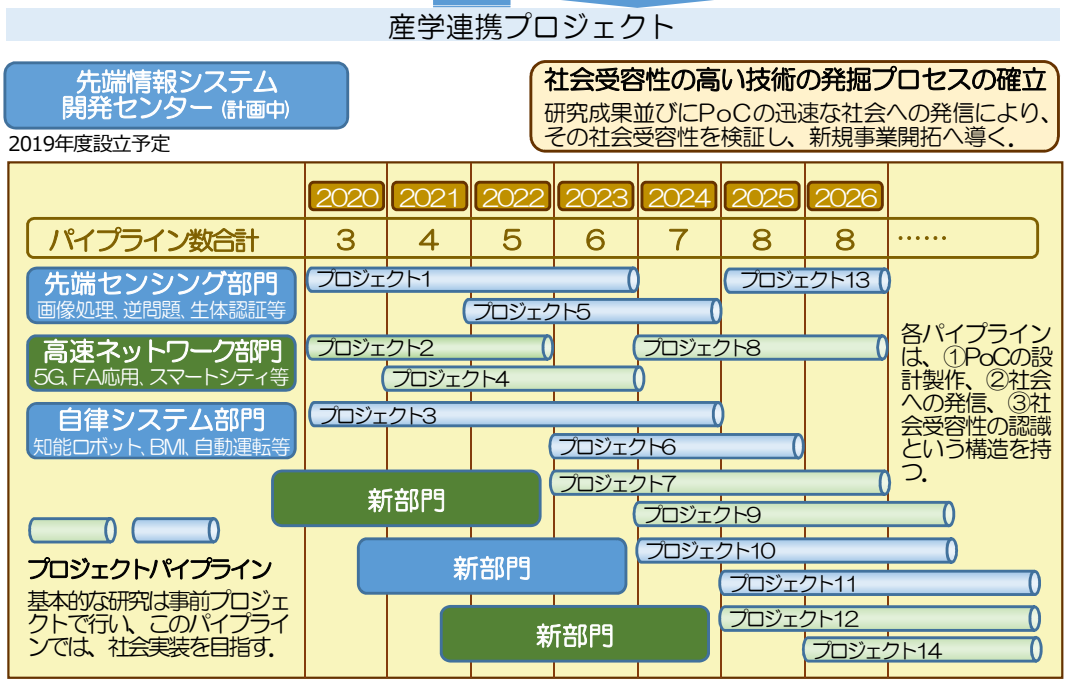 産学連携プロジェクト
先端情報システム
開発センター (計画中)
2019年度設立予定
社会受容性の高い技術の発掘プロセスの確立
研究成果並びにPoCの迅速な社会への発信により、
その社会受容性を検証し、新規事業開拓へ導く.
2020 2021 2022 2023 2024 2025 2026
パイプライン数合計 3 4 5 6 7 8 8 ……
先端センシング部門
画像処理、逆問題、生体認証等
プロジェクト1
プロジェクト13
プロジェクト5
高速ネットワーク部門
5G、FA応用、スマートシティ等
プロジェクト2
プロジェクト8
プロジェクト4
自律システム部門
知能ロボット、BMI、自動運転等
プロジェクト3
プロジェクト6
各パイプライン
は、①PoCの設
計製作、②社会
への発信、③社
会受容性の認識
という構造を持
つ.
新部門
プロジェクト7
プロジェクト9
新部門
プロジェクト10
プロジェクト11
新部門
プロジェクト12
プロジェクト14
プロジェクトパイプライン
基本的な研究は事前プロジェ
クトで行い、このパイプライ
ンでは、社会実装を目指す.